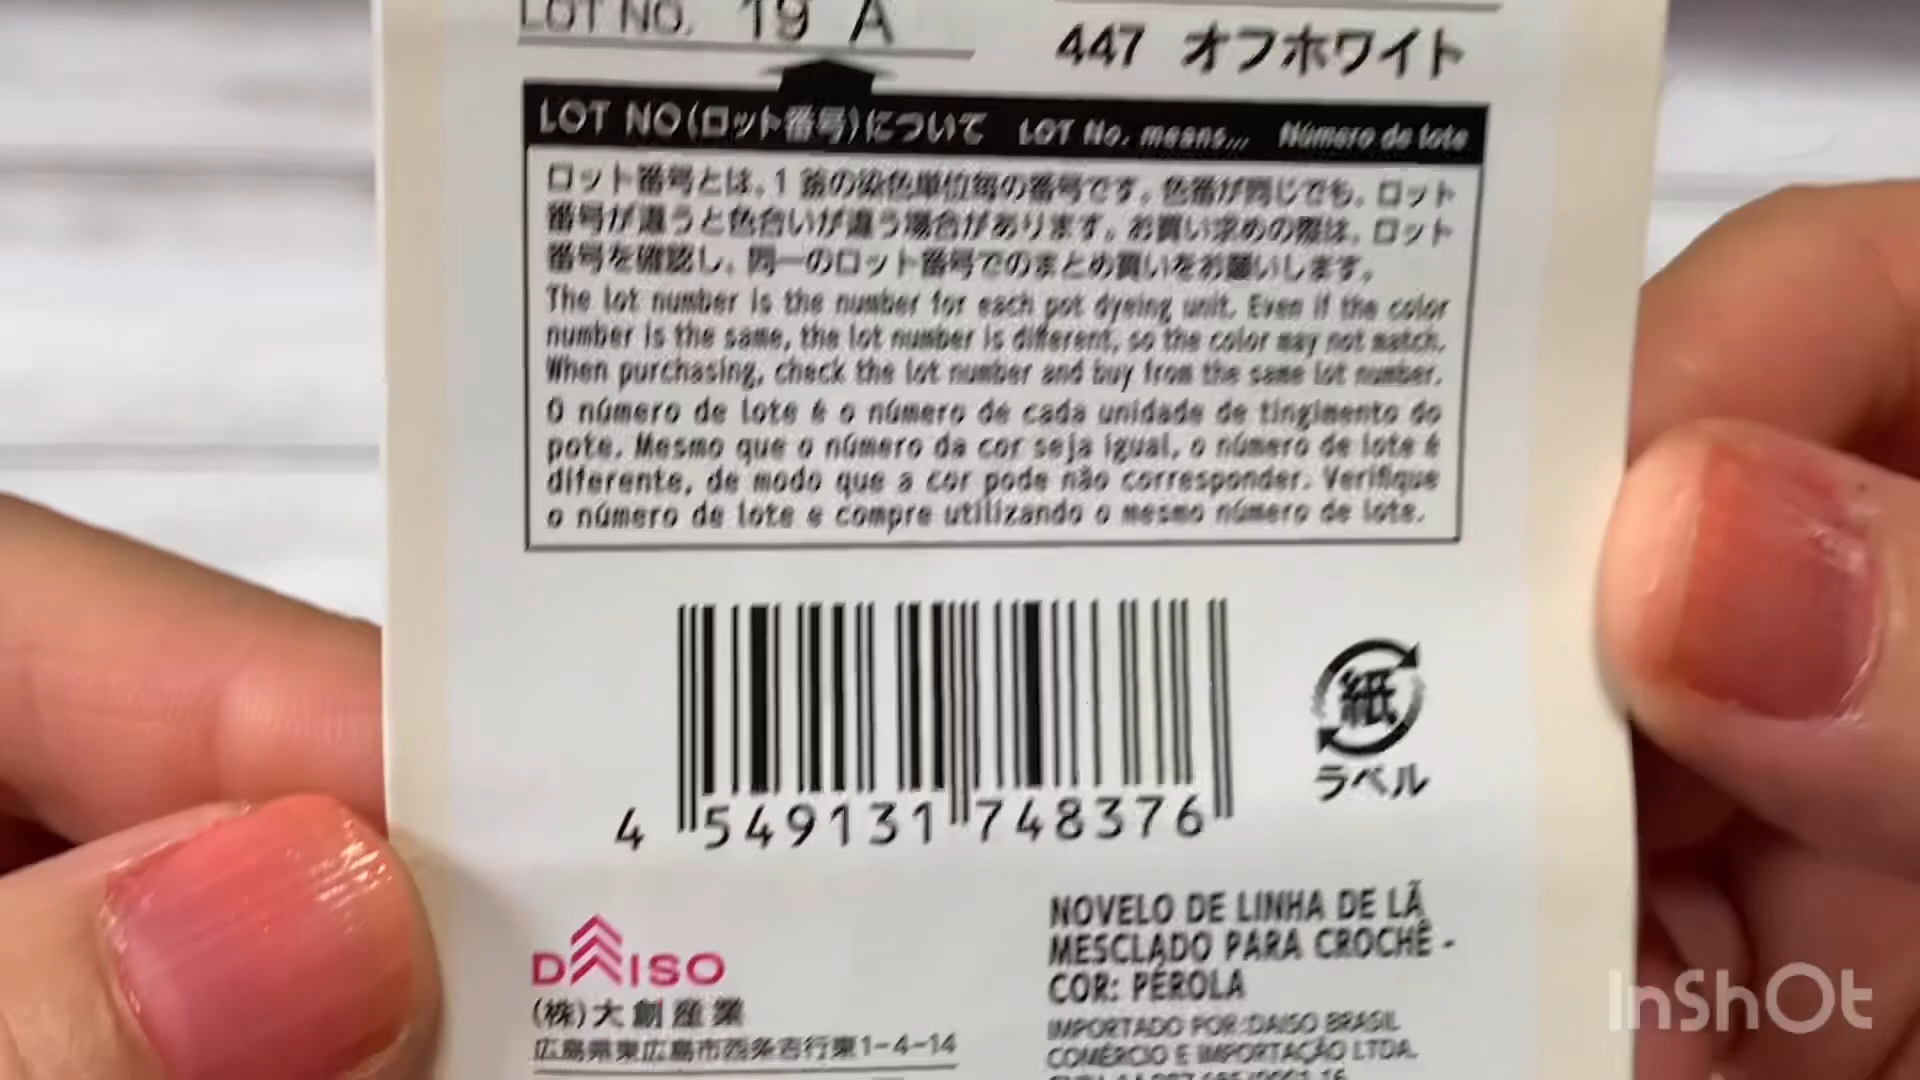 LOT NO. 19 A
447 オフホワイト
LOT NO(ロット番号)について LOT No. means... Número de lote
ロット番号とは、1 釜の染色単位毎の番号です。色番が同じでも、ロット
番号が違うと色合いが違う場合があります。お買い求めの際は、ロット
番号を確認し、同一のロット番号でのまとめ買いをお願いします。
The lot number is the number for each pot dyeing unit. Even if the color
number is the same, the lot number is different, so the color may not match.
When purchasing, check the lot number and buy from the same lot number.
O número de lote é o número de cada unidade de tingimento do
pote. Mesmo que o número da cor seja igual, o número de lote é
diferente, de modo que a cor pode não corresponder. Verifique
o número de lote e compre utilizando o mesmo número de lote.
4 549131 748376
紙
ラベル
DAISO
(株)大創産業
広島県東広島市西条吉行東1-4-14
NOVELO DE LINHA DE LÃ
MESCLADO PARA CROCHÊ -
COR: PÉROLA
IMPORTADO POR:DAISO BRASIL
COMÉRCIO E IMPORTAÇÃO LTDA.
InShOt